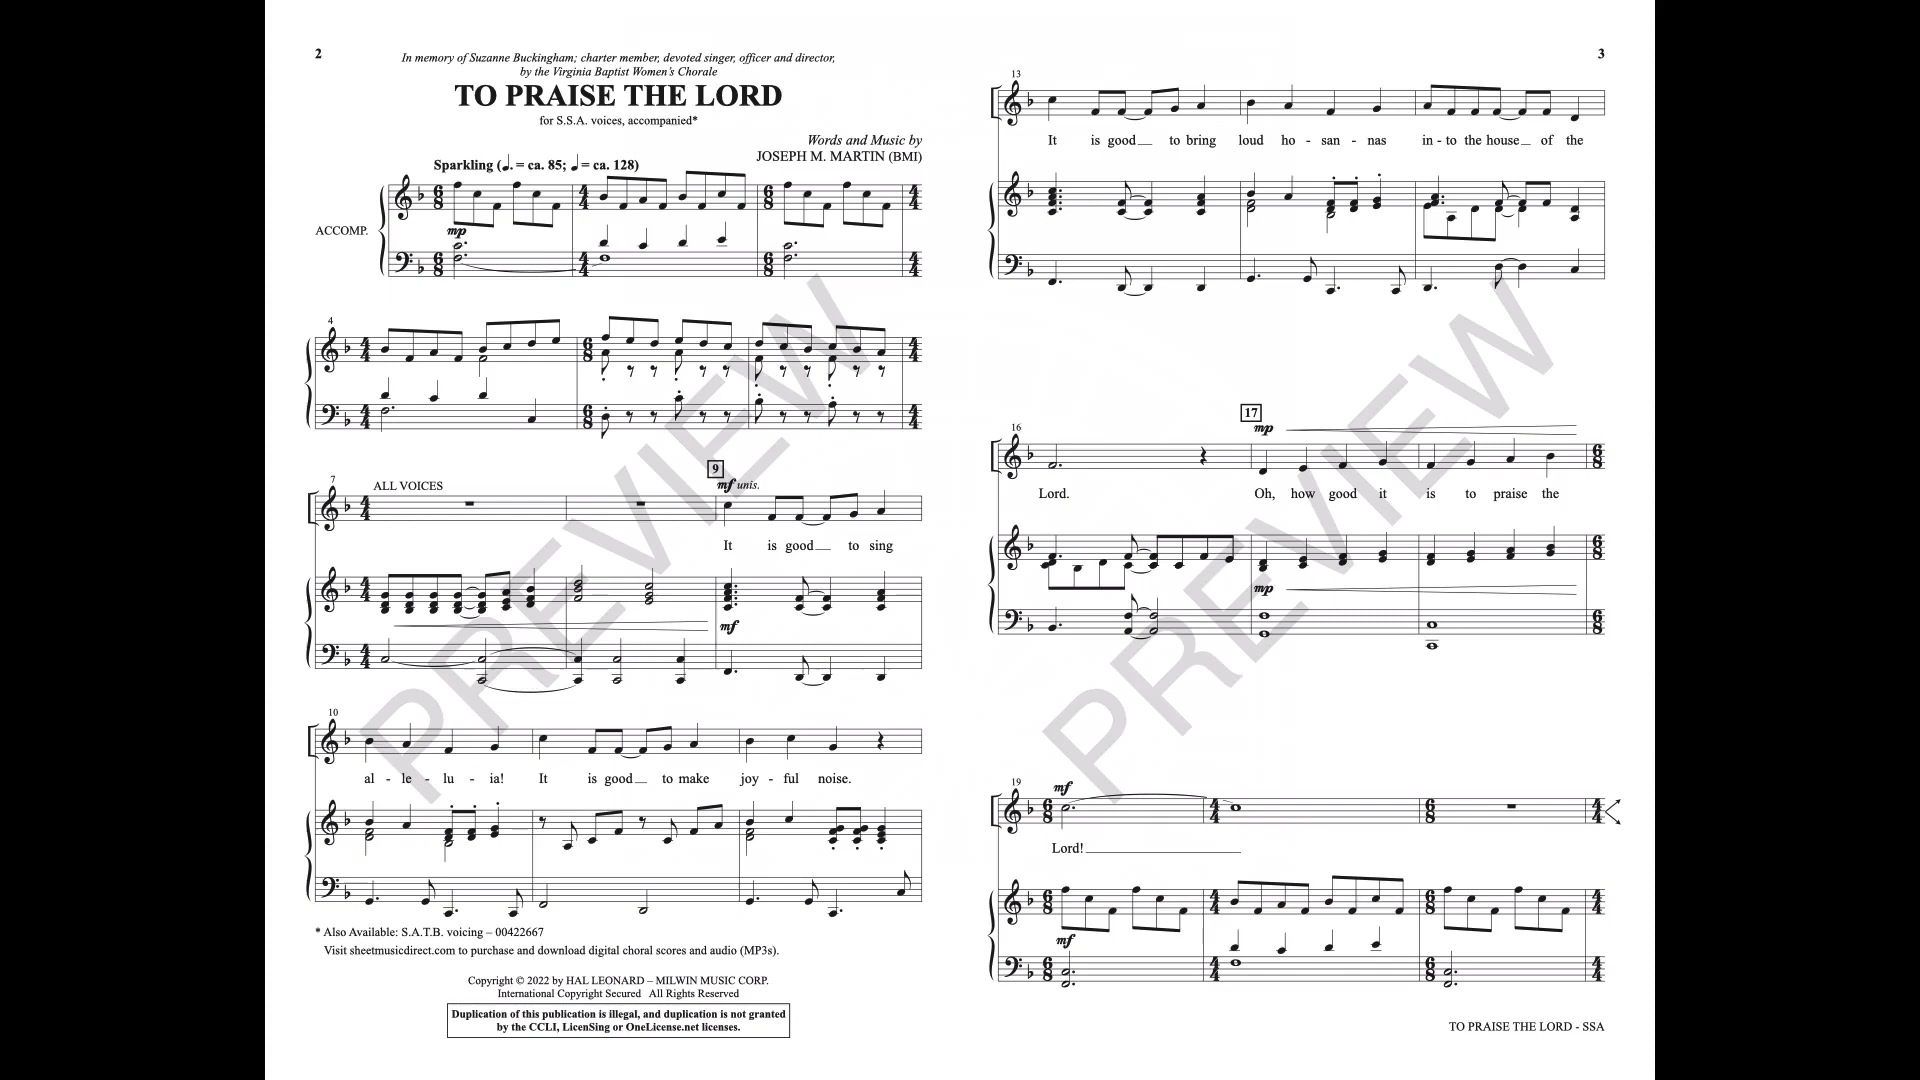 2
In memory of Suzanne Buckingham; charter member, devoted singer, officer and director,
by the Virginia Baptist Women's Chorale
TO PRAISE THE LORD
for S.S.A. voices, accompanied*
Words and Music by
JOSEPH M. MARTIN (BMI)
Sparkling (♩. = ca. 85; ♩ = ca. 128)
ACCOMP.
mp
4
7
ALL VOICES
9
mf unis.
It is good__ to sing
mf
10
al - le - lu - ia! It is good__ to make joy - ful noise.
* Also Available: S.A.T.B. voicing – 00422667
Visit sheetmusicdirect.com to purchase and download digital choral scores and audio (MP3s).
Copyright © 2022 by HAL LEONARD – MILWIN MUSIC CORP.
International Copyright Secured All Rights Reserved
Duplication of this publication is illegal, and duplication is not granted
by the CCLI, LicenSing or OneLicense.net licenses.
PREVIEW
3
13
It is good__ to bring loud ho - san - nas in - to the house__ of the
16
17
mp
Lord. Oh, how good it is to praise the
mp
19
mf
Lord!
mf
TO PRAISE THE LORD - SSA
PREVIEW